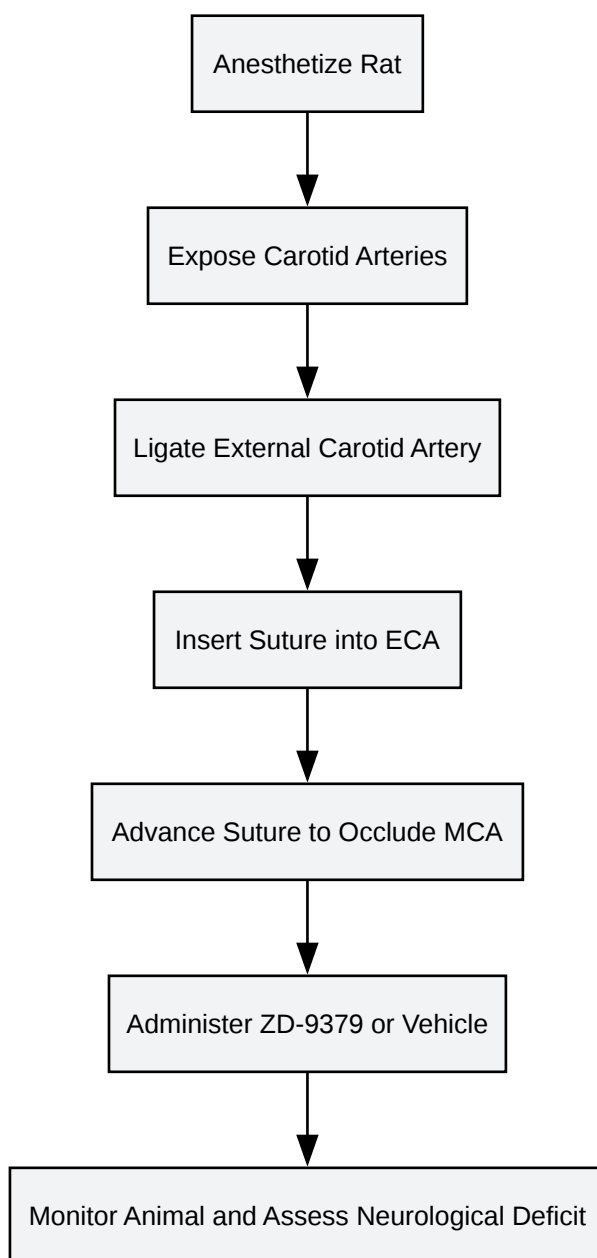 Anesthetize Rat
Expose Carotid Arteries
Ligate External Carotid Artery
Insert Suture into ECA
Advance Suture to Occlude MCA
Administer ZD-9379 or Vehicle
Monitor Animal and Assess Neurological Deficit